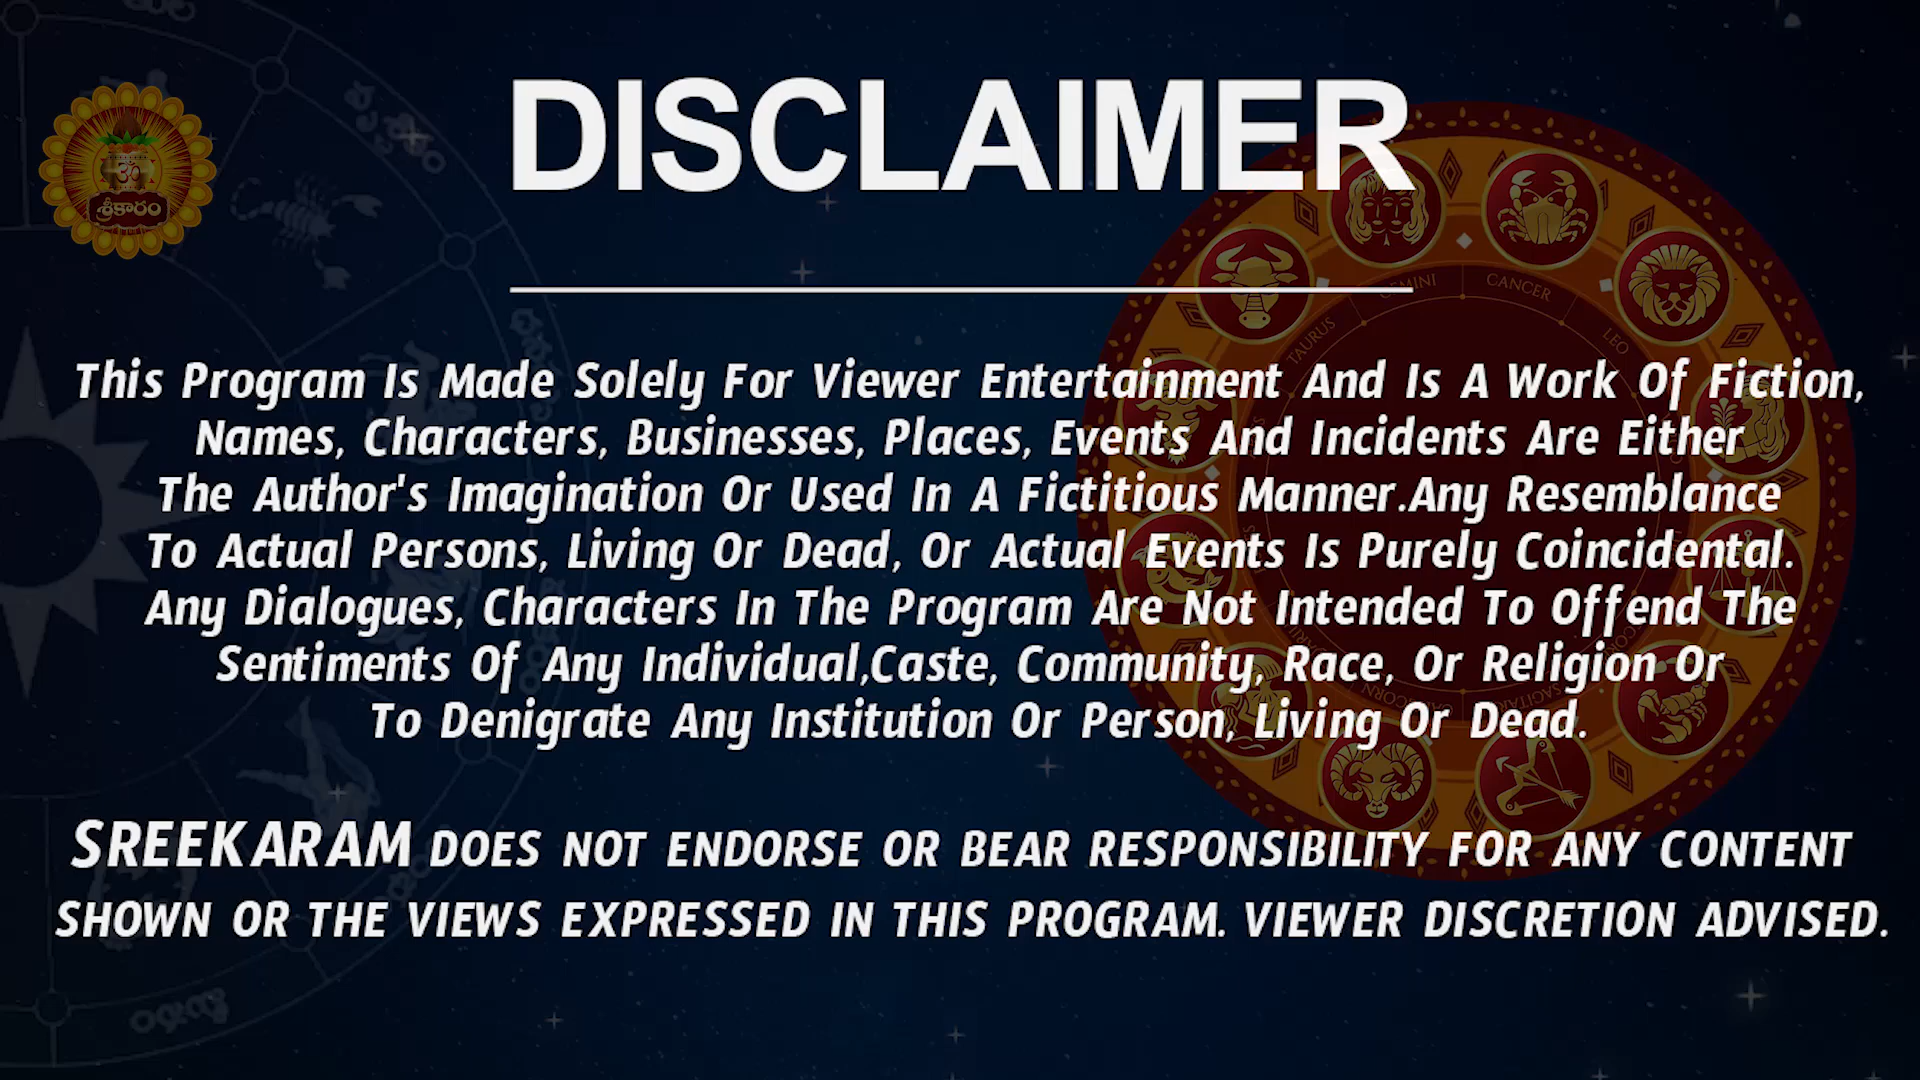 DISCLAIMER
ఓం
శ్రీకారం
GEMINI
CANCER
TAURUS
LEO
This Program Is Made Solely For Viewer Entertainment And Is A Work Of Fiction,
Names, Characters, Businesses, Places, Events And Incidents Are Either
The Author's Imagination Or Used In A Fictitious Manner.Any Resemblance
To Actual Persons, Living Or Dead, Or Actual Events Is Purely Coincidental.
Any Dialogues, Characters In The Program Are Not Intended To Offend The
Sentiments Of Any Individual,Caste, Community, Race, Or Religion Or
To Denigrate Any Institution Or Person, Living Or Dead.
SREEKARAM DOES NOT ENDORSE OR BEAR RESPONSIBILITY FOR ANY CONTENT
SHOWN OR THE VIEWS EXPRESSED IN THIS PROGRAM. VIEWER DISCRETION ADVISED.